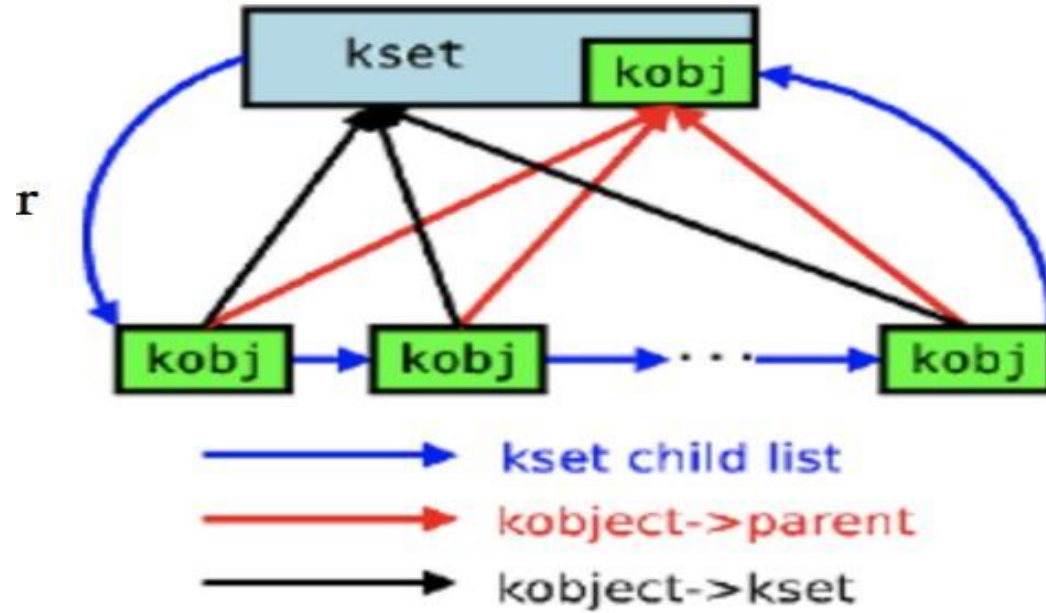 kset
kobj
r
kobj
kobj
...
kobj
kset child list
kobject->parent
kobject->kset